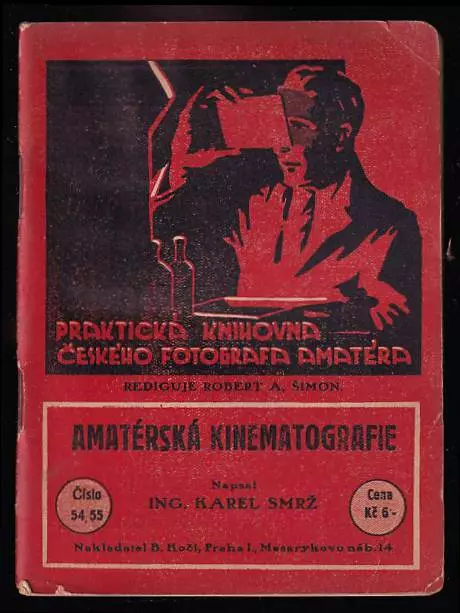 PRAKTICKÁ KNIHOVNA
ČESKÉHO FOTOGRAFA AMATÉRA
REDIGUJE ROBERT A. ŠIMON
AMATÉRSKÁ KINEMATOGRAFIE
Napsal
ING. KAREL SMRŽ
Číslo
54, 55
Cena
Kč 6·-
Nakladatel B. Kočí, Praha I., Masarykovo náb. 14